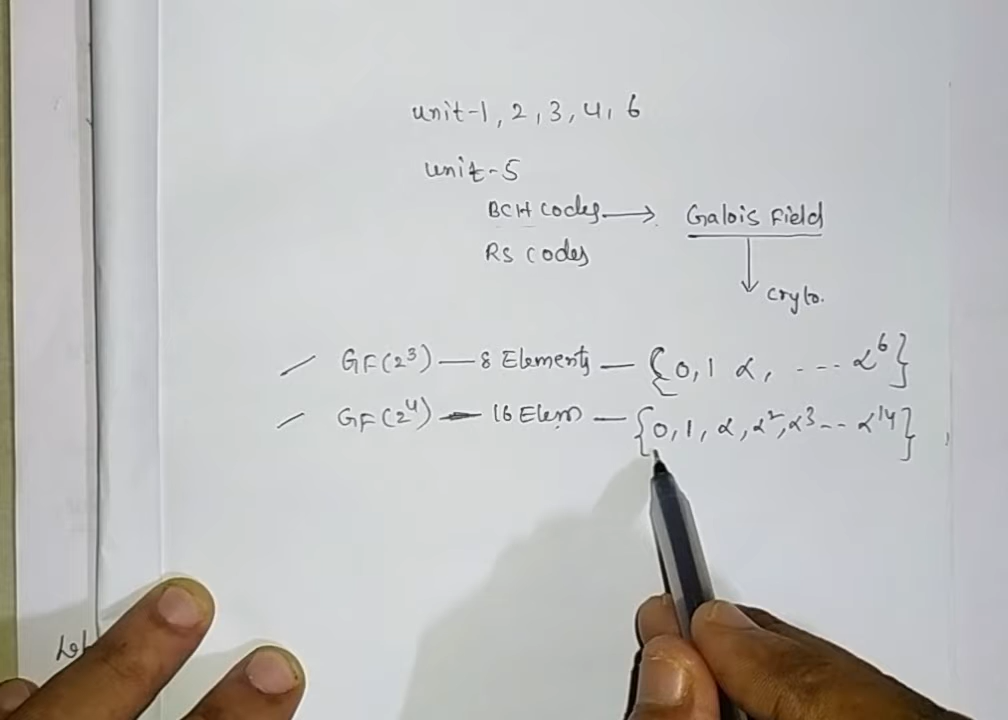 unit-1, 2, 3, 4, 6
unit-5
BCH codes → Galois Field
RS codes
cryto.
GF(2³) — 8 Elements — {0, 1 α, --- α⁶}
GF(2⁴) — 16 Elem — {0, 1, α, α², α³ -- α¹⁴}